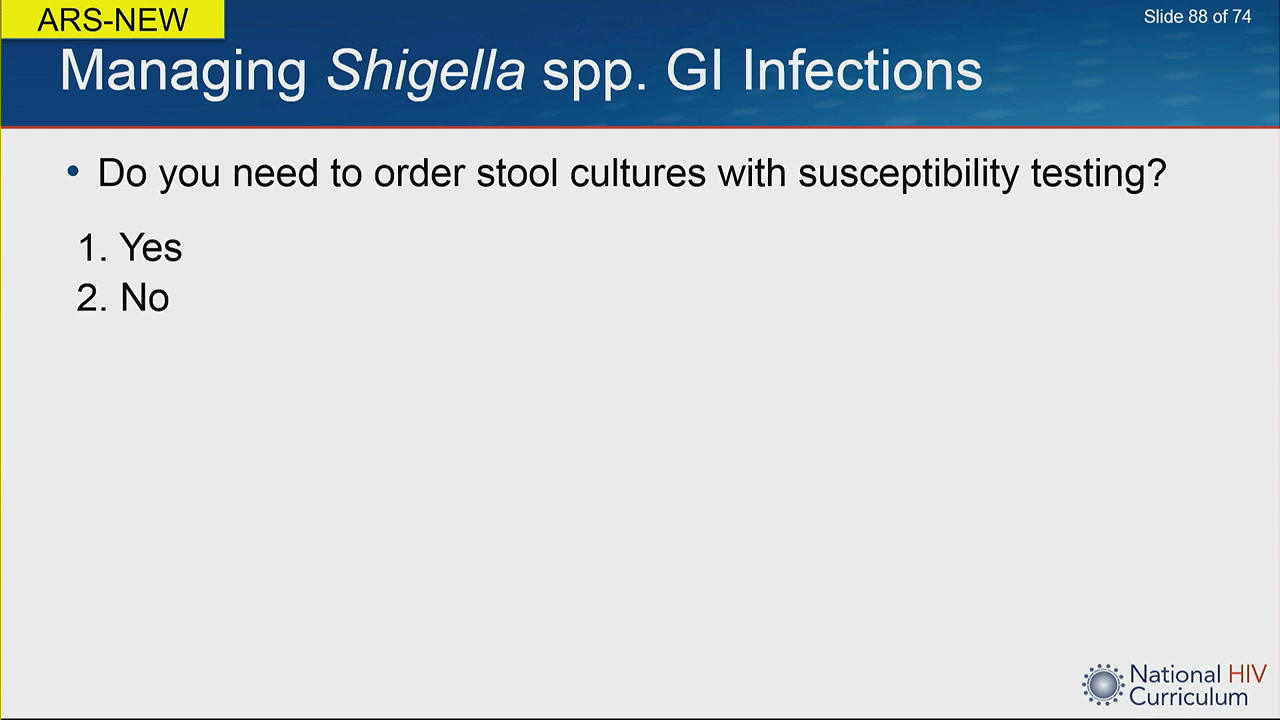 ARS-NEW
Slide 88 of 74
Managing Shigella spp. GI Infections
• Do you need to order stool cultures with susceptibility testing?
1. Yes
2. No
National HIV
Curriculum